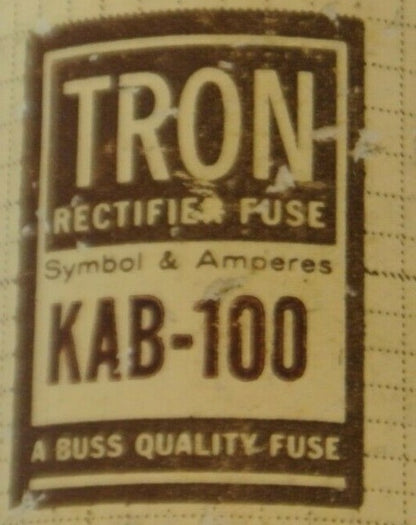 TRON
RECTIFIER FUSE
Symbol & Amperes
KAB-100
A BUSS QUALITY FUSE